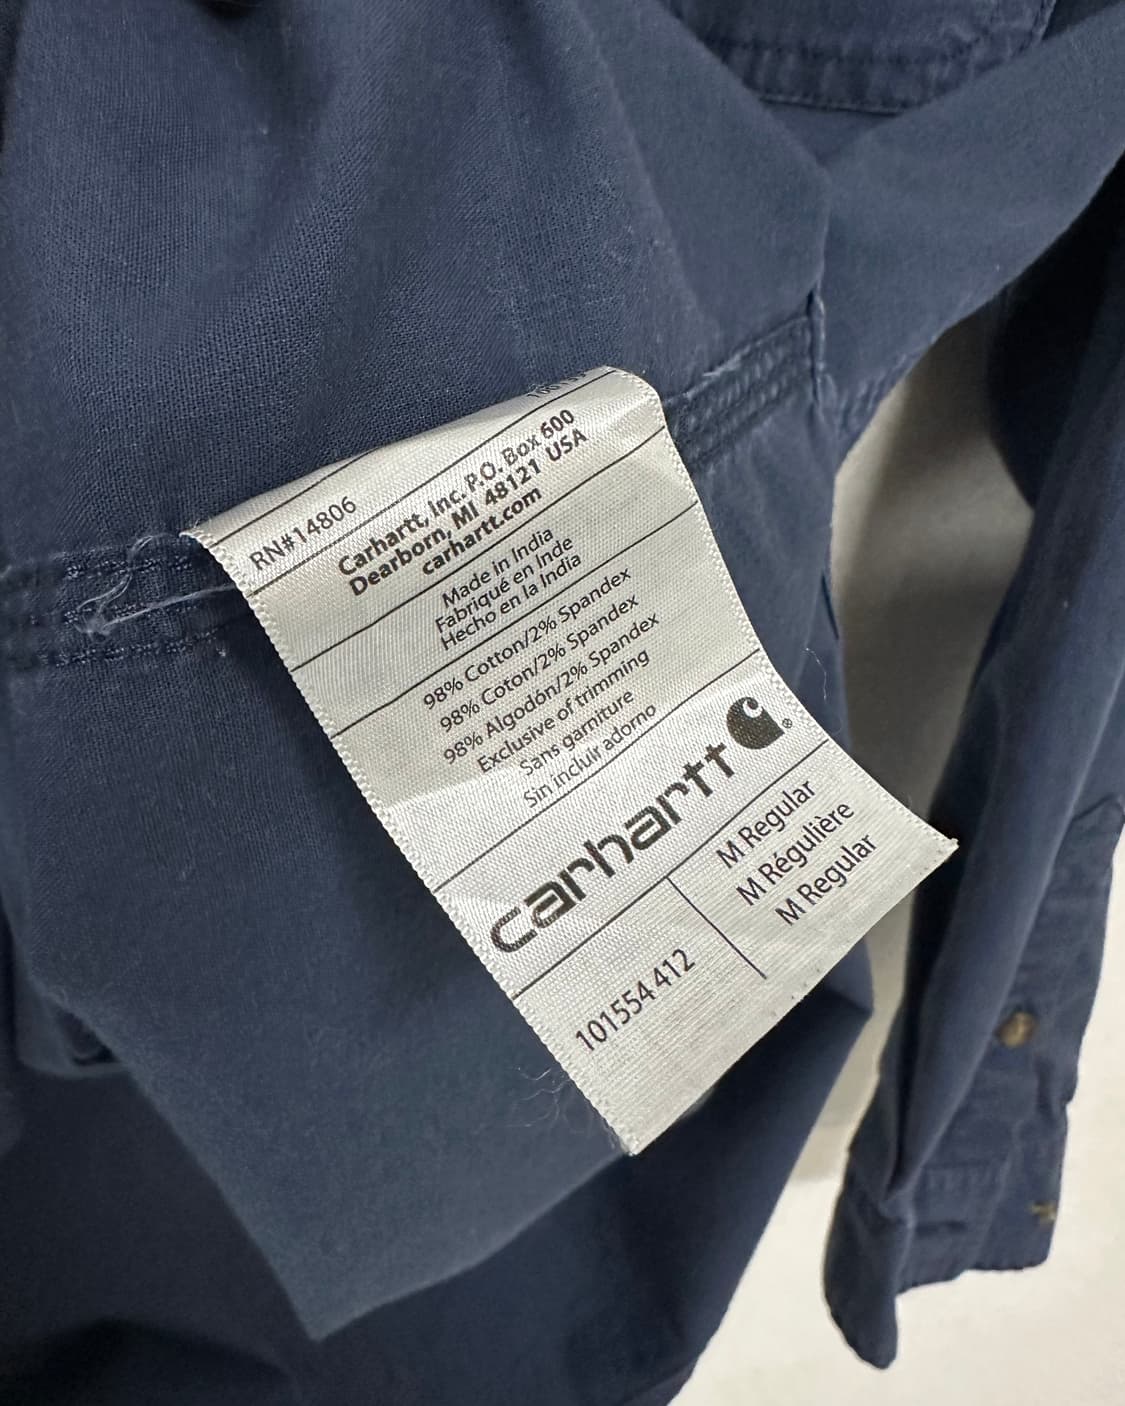 RN#14806
Carhartt, Inc. P.O. Box 600
Dearborn, MI 48121 USA
carhartt.com
Made in India
Fabriqué en Inde
Hecho en la India
98% Cotton/2% Spandex
98% Coton/2% Spandex
98% Algodón/2% Spandex
Exclusive of trimming
Sans garniture
Sin incluir adorno
carhartt ®
M Regular
M Régulière
M Regular
101554 412